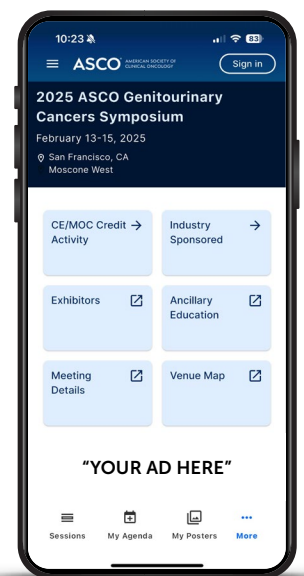 10:23 83
ASCO AMERICAN SOCIETY OF
CLINICAL ONCOLOGY Sign in
2025 ASCO Genitourinary
Cancers Symposium
February 13-15, 2025
San Francisco, CA
Moscone West
CE/MOC Credit
Activity
Industry
Sponsored
Exhibitors
Ancillary
Education
Meeting
Details
Venue Map
“YOUR AD HERE”
Sessions My Agenda My Posters More